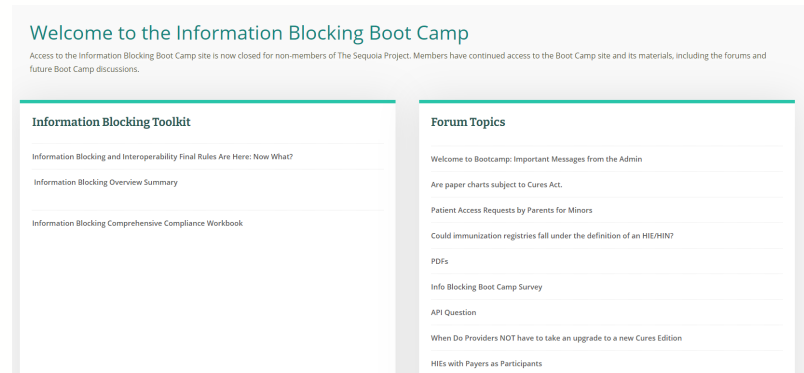 Welcome to the Information Blocking Boot Camp
Access to the Information Blocking Boot Camp site is now closed for non-members of The Sequoia Project. Members have continued access to the Boot Camp site and its materials, including the forums and
future Boot Camp discussions.
Information Blocking Toolkit
Information Blocking and Interoperability Final Rules Are Here: Now What?
Information Blocking Overview Summary
Information Blocking Comprehensive Compliance Workbook
Forum Topics
Welcome to Bootcamp: Important Messages from the Admin
Are paper charts subject to Cures Act.
Patient Access Requests by Parents for Minors
Could immunization registries fall under the definition of an HIE/HIN?
PDFs
Info Blocking Boot Camp Survey
API Question
When Do Providers NOT have to take an upgrade to a new Cures Edition
HIEs with Payers as Participants